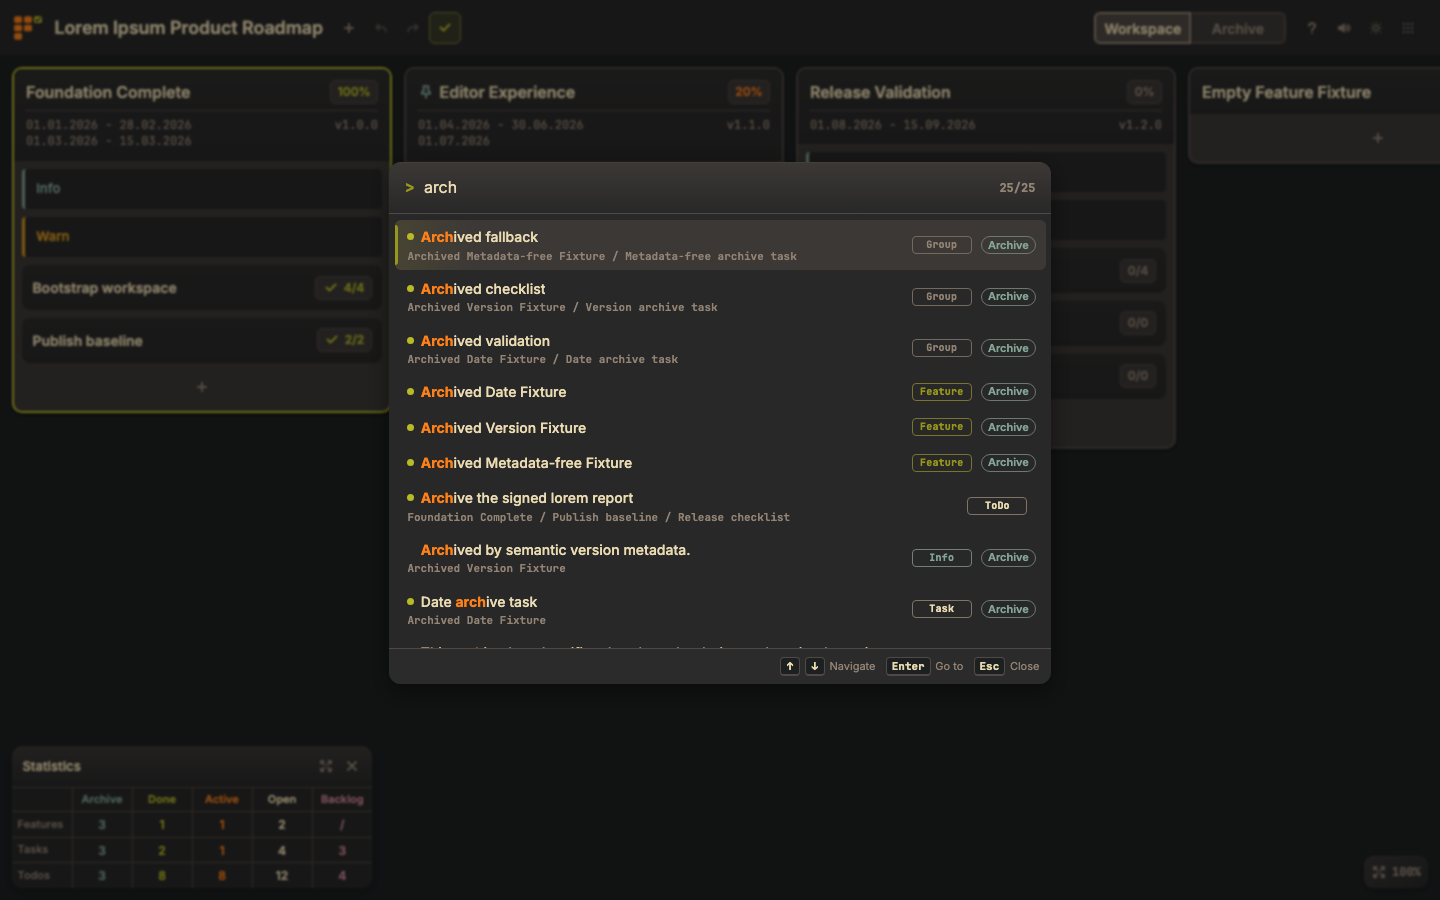 Lorem Ipsum Product Roadmap
Workspace Archive ?
Foundation Complete 100%
01.01.2026 - 28.02.2026 v1.0.0
01.03.2026 - 15.03.2026
Info
Warn
Bootstrap workspace 4/4
Publish baseline 2/2
+
Editor Experience 20%
01.04.2026 - 30.06.2026 v1.1.0
01.07.2026
Release Validation 0%
01.08.2026 - 15.09.2026 v1.2.0
0/4
0/0
0/0
Empty Feature Fixture
+
> arch 25/25
Archived fallback Group Archive
Archived Metadata-free Fixture / Metadata-free archive task
Archived checklist Group Archive
Archived Version Fixture / Version archive task
Archived validation Group Archive
Archived Date Fixture / Date archive task
Archived Date Fixture Feature Archive
Archived Version Fixture Feature Archive
Archived Metadata-free Fixture Feature Archive
Archive the signed lorem report ToDo
Foundation Complete / Publish baseline / Release checklist
Archived by semantic version metadata. Info Archive
Archived Version Fixture
Date archive task Task Archive
Archived Date Fixture
↑ ↓ Navigate Enter Go to Esc Close
Statistics
Archive Done Active Open Backlog
Features 3 1 1 2 /
Tasks 3 2 1 4 3
Todos 3 8 8 12 4
100%